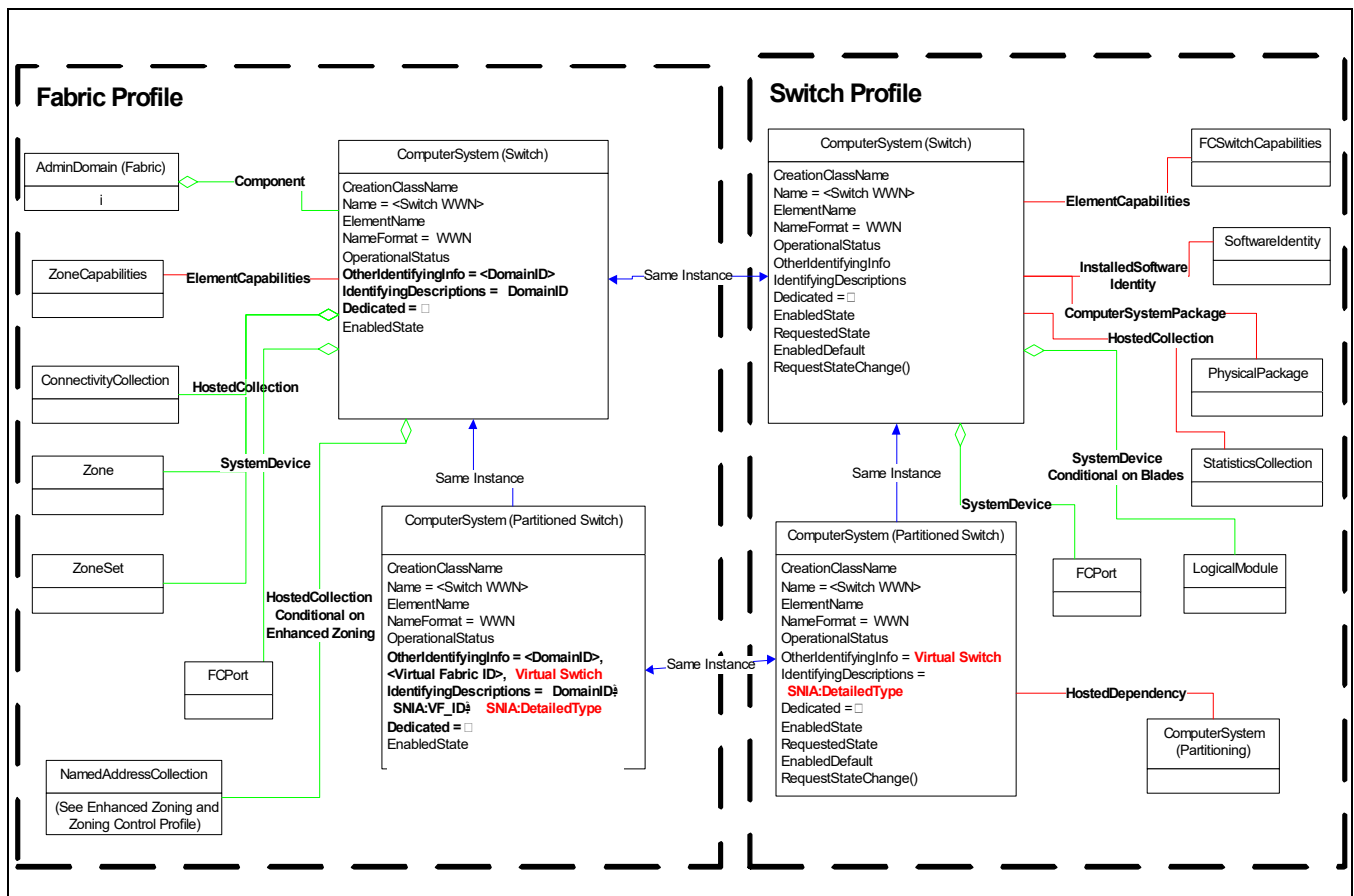 Fabric Profile
AdminDomain (Fabric)
i
Component
ZoneCapabilities
ElementCapabilities
ConnectivityCollection
HostedCollection
Zone
SystemDevice
ZoneSet
HostedCollection
Conditional on
Enhanced Zoning
FCPort
NamedAddressCollection
(See Enhanced Zoning and
Zoning Control Profile)
ComputerSystem (Switch)
CreationClassName
Name = <Switch WWN>
ElementName
NameFormat = WWN
OperationalStatus
OtherIdentifyingInfo = <DomainID>
IdentifyingDescriptions = DomainID
Dedicated = □
EnabledState
Same Instance
ComputerSystem (Partitioned Switch)
CreationClassName
Name = <Switch WWN>
ElementName
NameFormat = WWN
OperationalStatus
OtherIdentifyingInfo = <DomainID>,
<Virtual Fabric ID>, Virtual Swtich
IdentifyingDescriptions = DomainID
SNIA:VF_ID SNIA:DetailedType
Dedicated = □
EnabledState
Same Instance
Same Instance
Switch Profile
ComputerSystem (Switch)
CreationClassName
Name = <Switch WWN>
ElementName
NameFormat = WWN
OperationalStatus
OtherIdentifyingInfo
IdentifyingDescriptions
Dedicated = □
EnabledState
RequestedState
EnabledDefault
RequestStateChange()
Same Instance
ComputerSystem (Partitioned Switch)
CreationClassName
Name = <Switch WWN>
ElementName
NameFormat = WWN
OperationalStatus
OtherIdentifyingInfo = Virtual Switch
IdentifyingDescriptions =
SNIA:DetailedType
Dedicated = □
EnabledState
RequestedState
EnabledDefault
RequestStateChange()
FCSwitchCapabilities
ElementCapabilities
SoftwareIdentity
InstalledSoftware
Identity
ComputerSystemPackage
HostedCollection
PhysicalPackage
StatisticsCollection
SystemDevice
Conditional on Blades
SystemDevice
FCPort
LogicalModule
HostedDependency
ComputerSystem
(Partitioning)